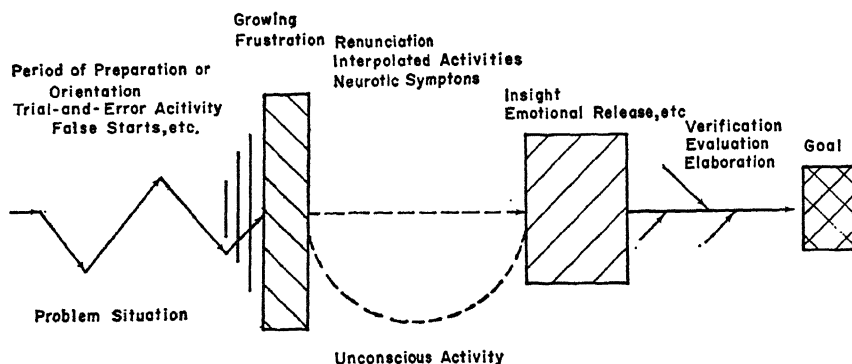 Growing
Frustration
Period of Preparation or
Orientation
Trial-and-Error Acitivity
False Starts,etc.
Renunciation
Interpolated Activities
Neurotic Symptons
Insight
Emotional Release,etc
Verification
Evaluation
Elaboration
Goal
Problem Situation
Unconscious Activity